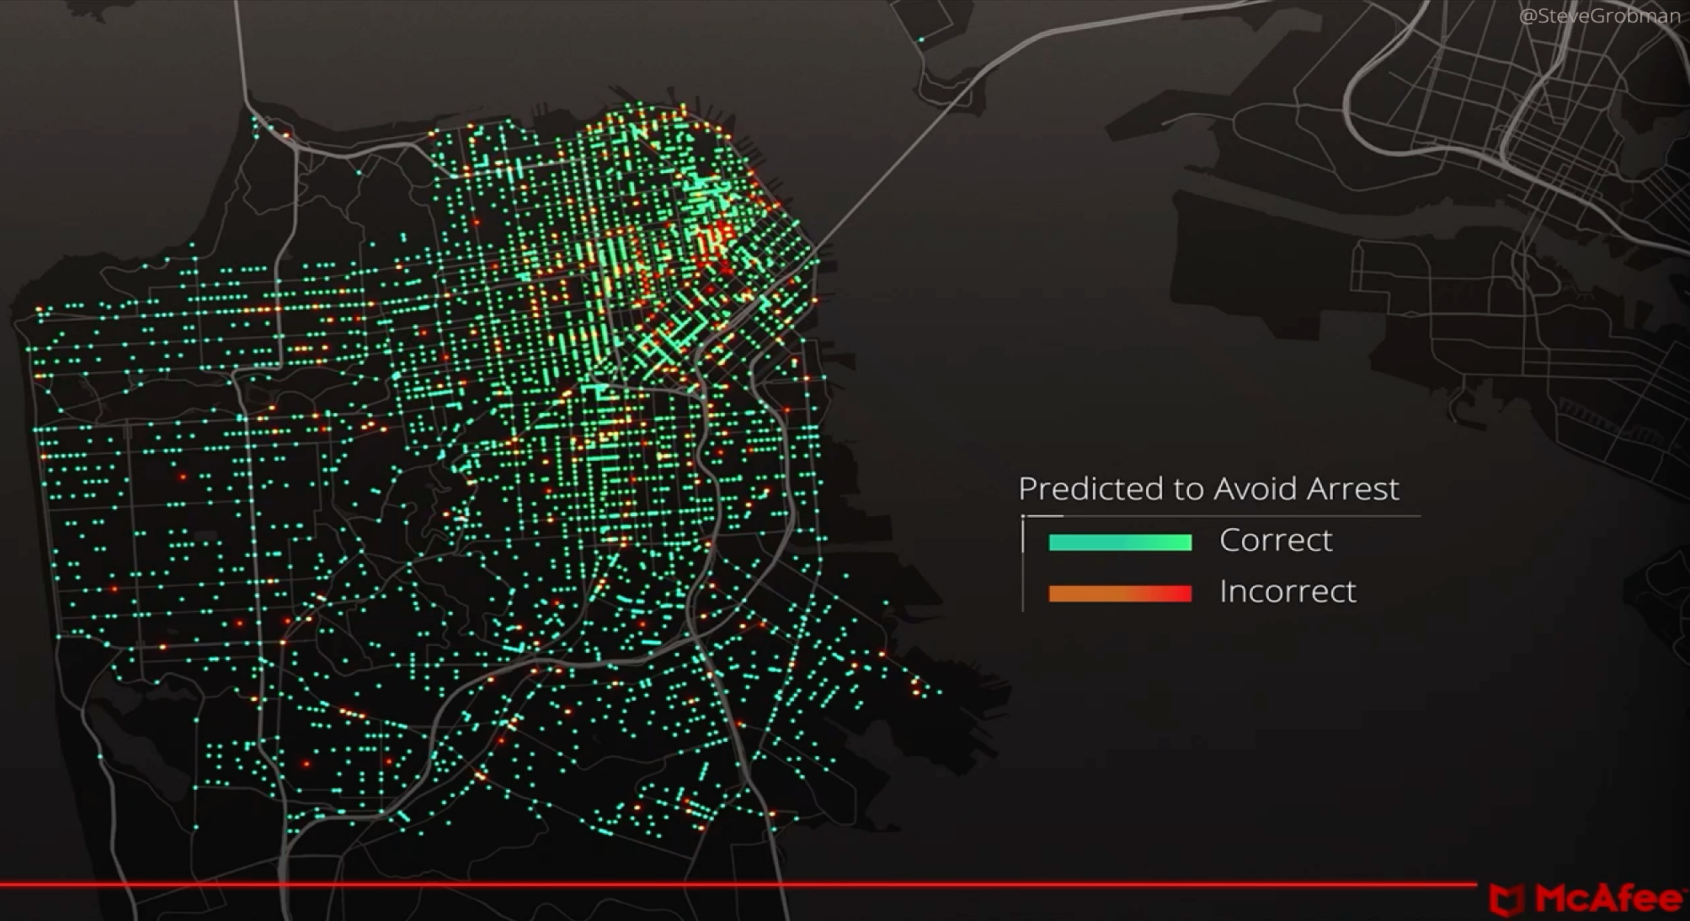 @SteveGrobman
Predicted to Avoid Arrest
Correct
Incorrect
McAfee